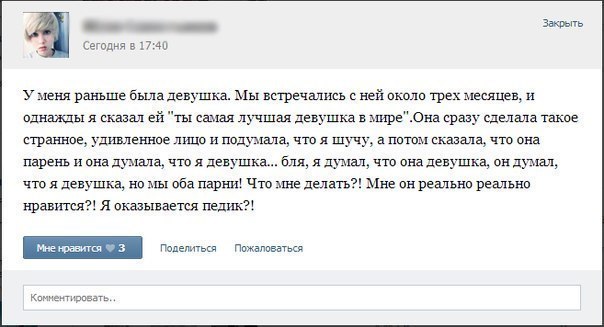 Закрыть
Сегодня в 17:40
У меня раньше была девушка. Мы встречались с ней около трех месяцев, и
однажды я сказал ей "ты самая лучшая девушка в мире".Она сразу сделала такое
странное, удивленное лицо и подумала, что я шучу, а потом сказала, что она
парень и она думала, что я девушка... бля, я думал, что она девушка, он думал,
что я девушка, но мы оба парни! Что мне делать?! Мне он реально реально
нравится?! Я оказывается педик?!
Мне нравится 3 Поделиться Пожаловаться
Комментировать..